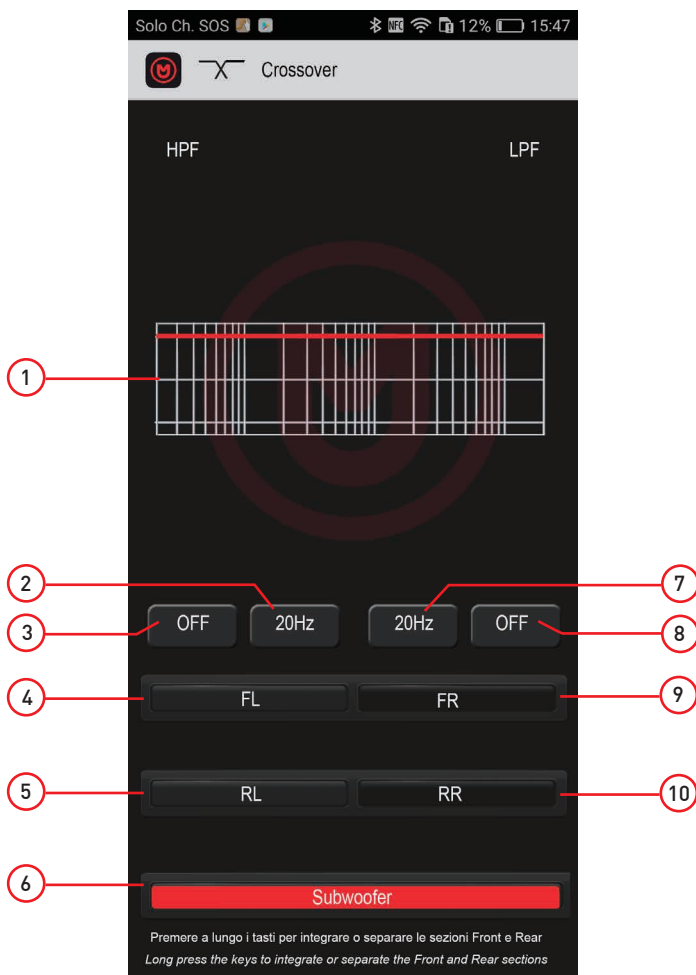 Solo Ch. SOS 12% 15:47
Crossover
HPF LPF
1
2 7
OFF 20Hz 20Hz OFF
3 8
4 FL FR 9
5 RL RR 10
6
Subwoofer
Premere a lungo i tasti per integrare o separare le sezioni Front e Rear
Long press the keys to integrate or separate the Front and Rear sections